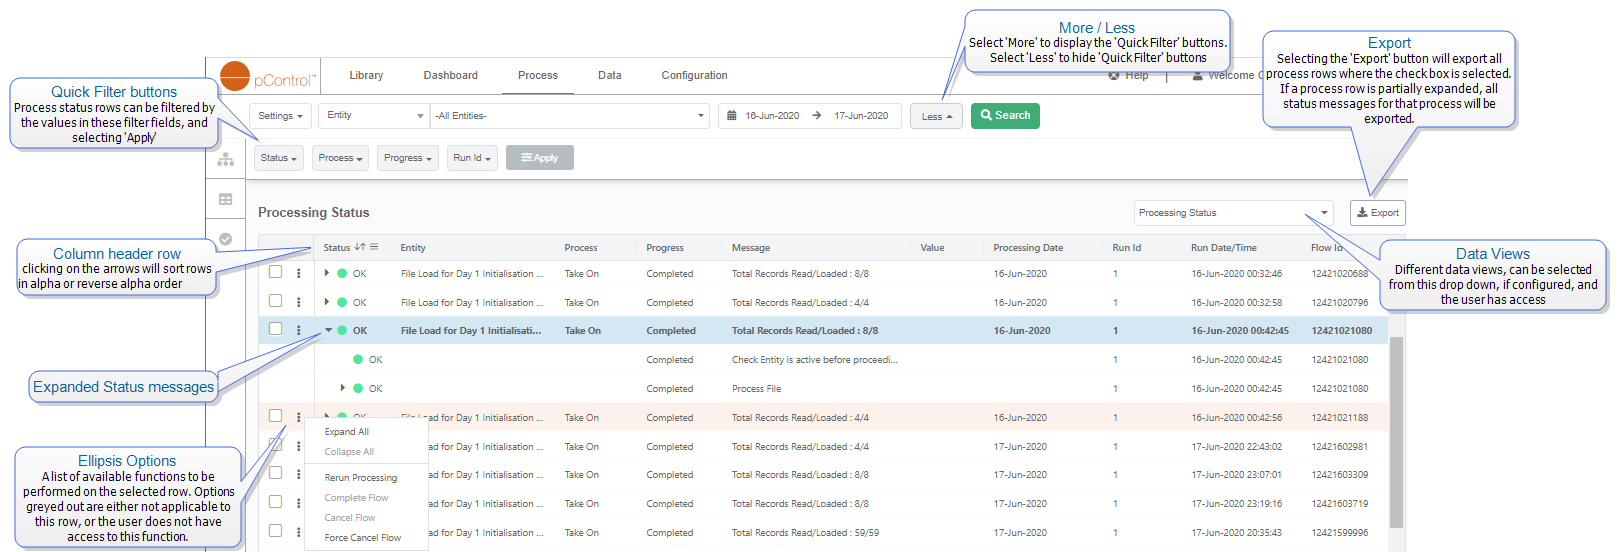 More / Less
Select 'More' to display the 'Quick Filter' buttons.
Select 'Less' to hide 'Quick Filter' buttons
Export
Selecting the 'Export' button will export all
process rows where the check box is selected.
If a process row is partially expanded, all
status messages for that process will be
exported.
pControl™
Library Dashboard Process Data Configuration Help Welcome
Quick Filter buttons
Process status rows can be filtered by
the values in these filter fields, and
selecting 'Apply'
Settings Entity -All Entities- 16-Jun-2020 → 17-Jun-2020 Less Search
Status Process Progress Run Id Apply
Processing Status
Processing Status Export
Column header row
clicking on the arrows will sort rows
in alpha or reverse alpha order
Data Views
Different data views, can be selected
from this drop down, if configured, and
the user has access
Status Entity Process Progress Message Value Processing Date Run Id Run Date/Time Flow Id
OK File Load for Day 1 Initialisation ... Take On Completed Total Records Read/Loaded : 8/8 16-Jun-2020 1 16-Jun-2020 00:32:46 12421020688
OK File Load for Day 1 Initialisation ... Take On Completed Total Records Read/Loaded : 4/4 16-Jun-2020 1 16-Jun-2020 00:32:58 12421020796
OK File Load for Day 1 Initialisati... Take On Completed Total Records Read/Loaded : 8/8 16-Jun-2020 1 16-Jun-2020 00:42:45 12421021080
OK Completed Check Entity is active before proceedi... 1 16-Jun-2020 00:42:45 12421021080
Expanded Status messages
OK Completed Process File 1 16-Jun-2020 00:42:45 12421021080
OK File Load for Day 1 Initialisation ... Take On Completed Total Records Read/Loaded : 4/4 16-Jun-2020 1 16-Jun-2020 00:42:56 12421021188
Expand All
Collapse All
Rerun Processing
Complete Flow
Cancel Flow
Force Cancel Flow
Load for Day 1 Initialisation ... Take On Completed Total Records Read/Loaded : 4/4 17-Jun-2020 1 17-Jun-2020 22:43:02 12421602981
Load for Day 1 Initialisation ... Take On Completed Total Records Read/Loaded : 8/8 17-Jun-2020 1 17-Jun-2020 23:07:01 12421603309
Load for Day 1 Initialisation ... Take On Completed Total Records Read/Loaded : 8/8 17-Jun-2020 1 17-Jun-2020 23:19:16 12421603719
Load for Day 1 Initialisation ... Take On Completed Total Records Read/Loaded : 59/59 17-Jun-2020 1 17-Jun-2020 20:35:43 12421599996
Ellipsis Options
A list of available functions to be
performed on the selected row. Options
greyed out are either not applicable to
this row, or the user does not have
access to this function.